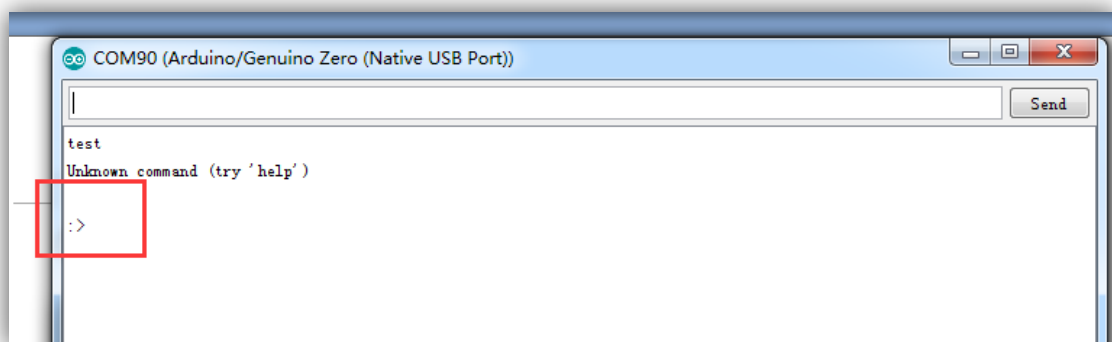 COM90 (Arduino/Genuino Zero (Native USB Port))
Send
test
Unknown command (try 'help')
:>